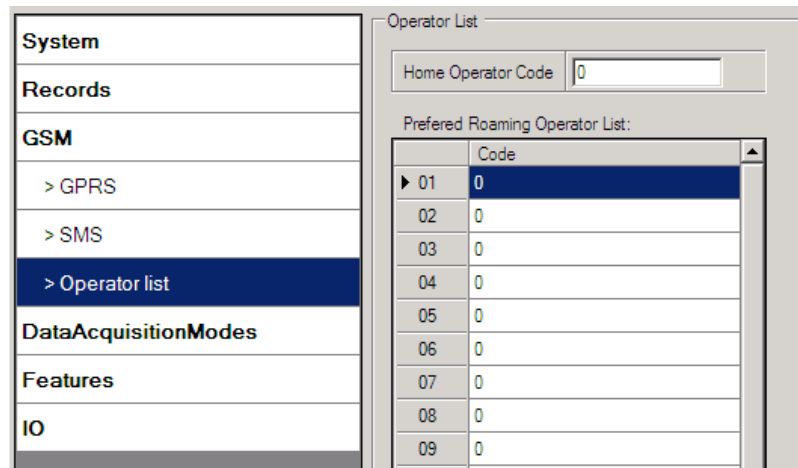 System
Records
GSM
> GPRS
> SMS
> Operator list
DataAcquisitionModes
Features
IO
Operator List
Home Operator Code 0
Prefered Roaming Operator List:
Code
01 0
02 0
03 0
04 0
05 0
06 0
07 0
08 0
09 0